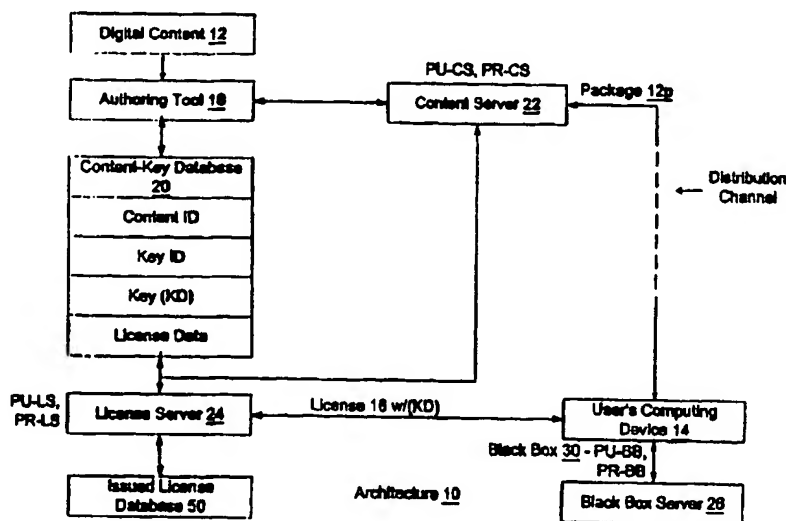 Digital Content 12
PU-CS, PR-CS
Authoring Tool 18
Content Server 22
Package 12p
Content-Key Database
20
Content ID
Key ID
Key (KD)
License Data
Distribution
Channel
PU-LS,
PR-LS
License Server 24
License 16 w/(KD)
User's Computing
Device 14
Black Box 30 - PU-BB,
PR-BB
Issued License
Database 50
Architecture 10
Black Box Server 26